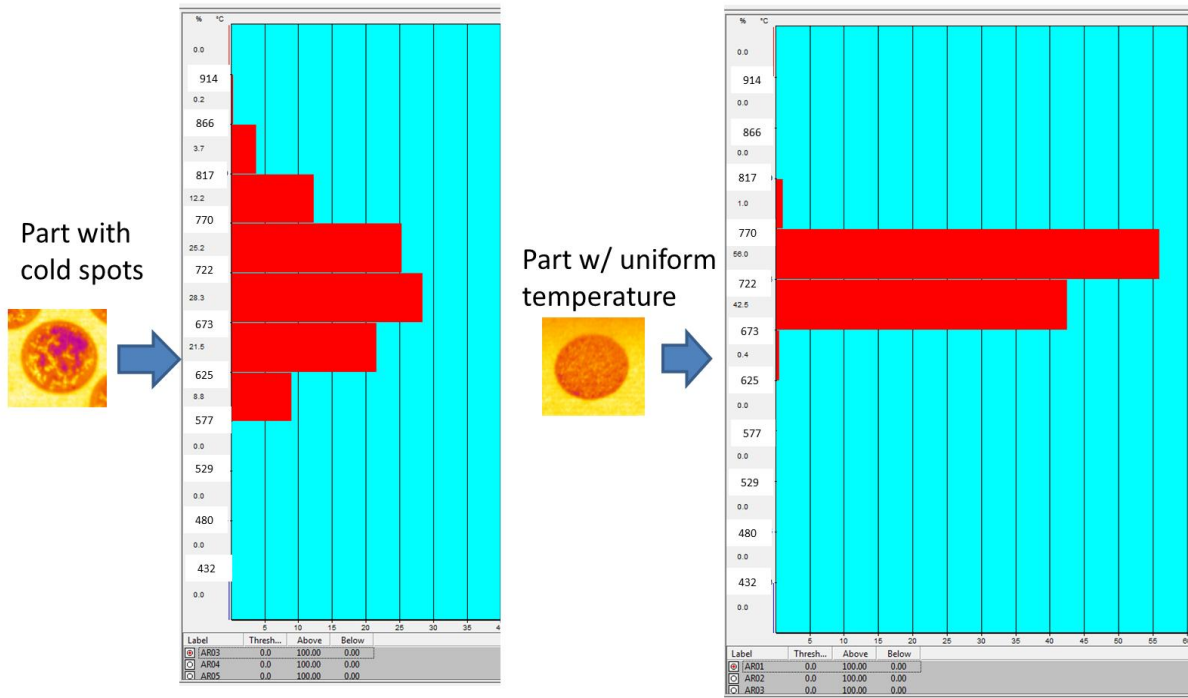 Part with
cold spots
% °C
0.0
914
0.2
866
3.7
817
12.2
770
25.2
722
28.3
673
21.5
625
8.8
577
0.0
529
0.0
480
0.0
432
0.0
5 10 15 20 25 30 35
Label Thresh... Above Below
AR03 0.0 100.00 0.00
AR04 0.0 100.00 0.00
AR05 0.0 100.00 0.00
Part w/ uniform
temperature
% °C
0.0
914
0.0
866
0.0
817
1.0
770
56.0
722
42.5
673
0.4
625
0.0
577
0.0
529
0.0
480
0.0
432
0.0
5 10 15 20 25 30 35 40 45 50 55
Label Thresh... Above Below
AR01 0.0 100.00 0.00
AR02 0.0 100.00 0.00
AR03 0.0 100.00 0.00